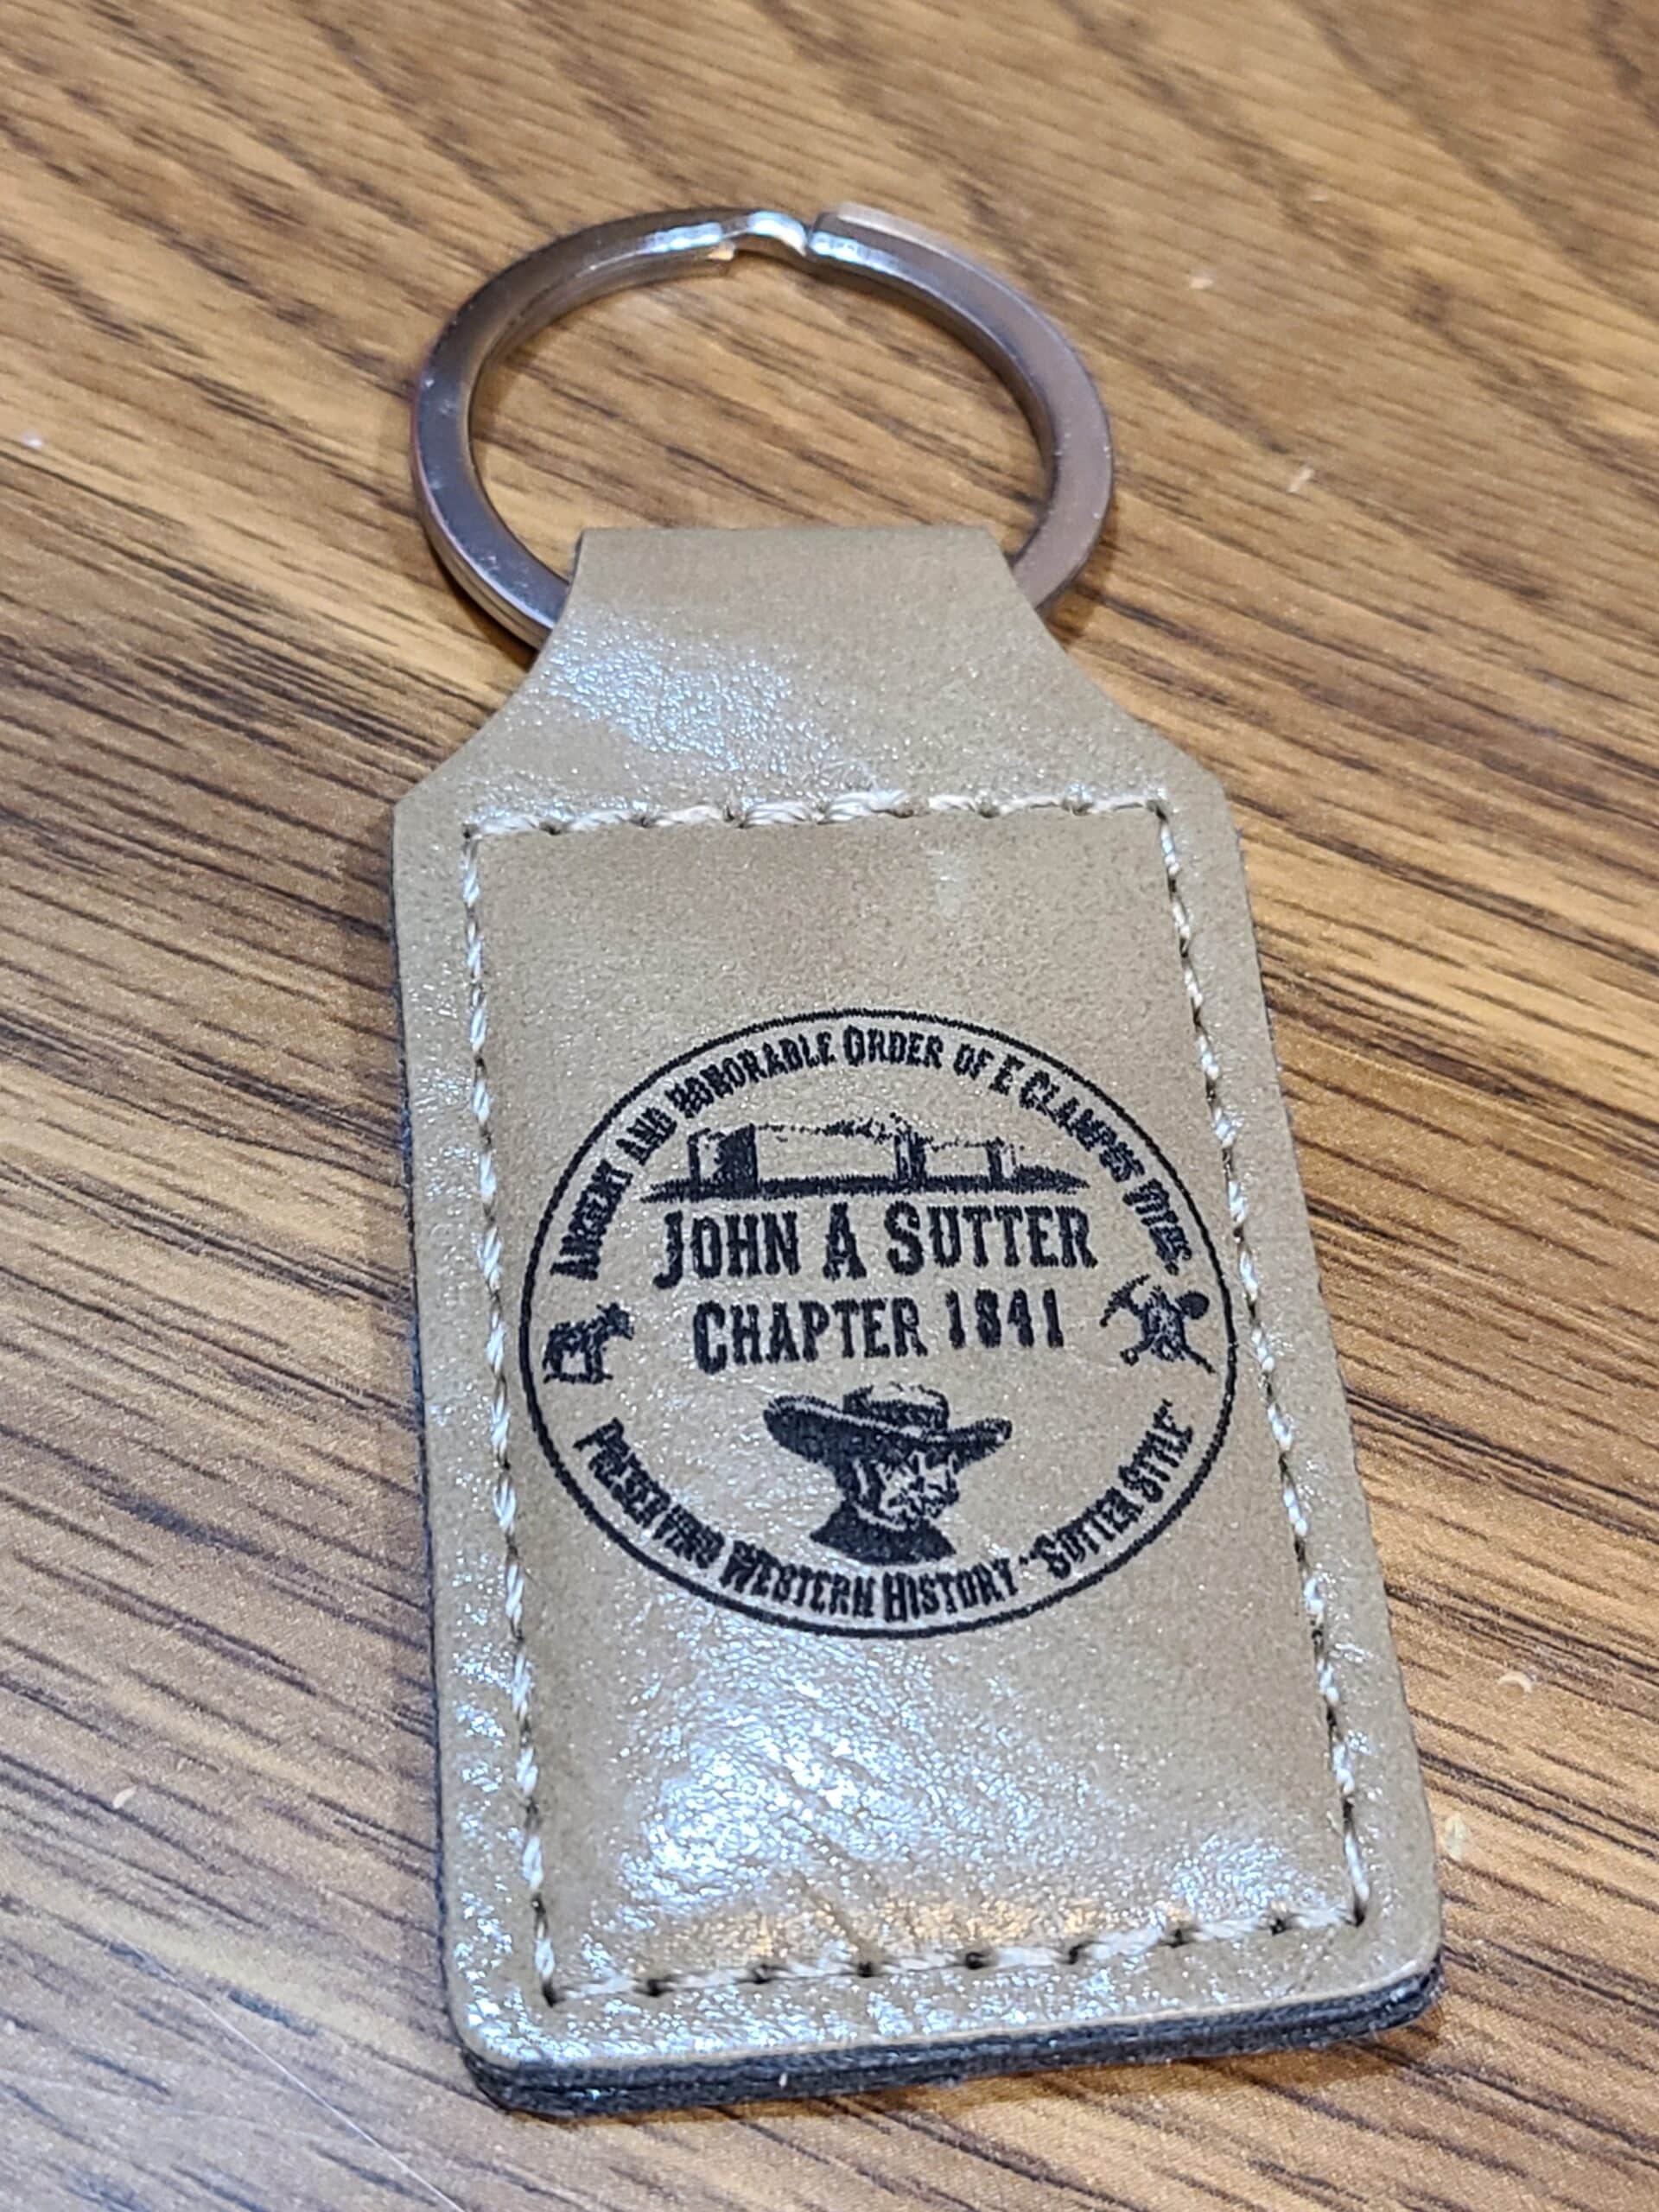 Ancient and Honorable Order of E Clampus Vitus
John A Sutter
Chapter 1841
Preserving Western History "Sutter Style"